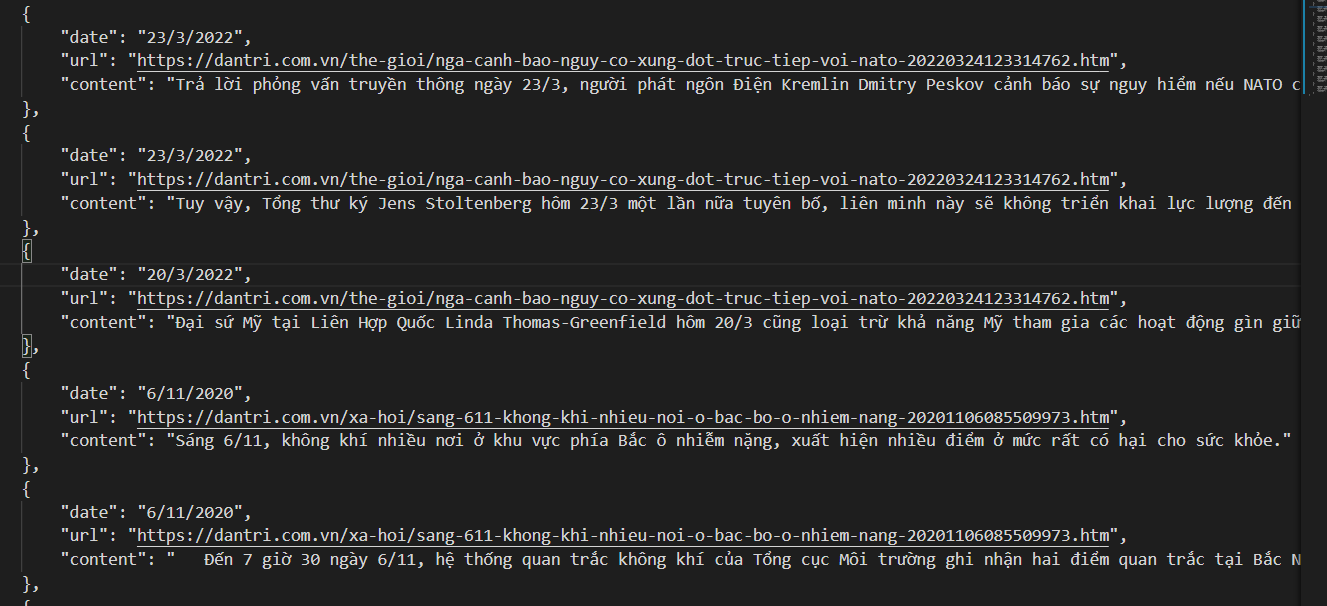 {
"date": "23/3/2022",
"url": "https://dantri.com.vn/the-gioi/nga-canh-bao-nguy-co-xung-dot-truc-tiep-voi-nato-20220324123314762.htm",
"content": "Trả lời phỏng vấn truyền thông ngày 23/3, người phát ngôn Điện Kremlin Dmitry Peskov cảnh báo sự nguy hiểm nếu NATO c
},
{
"date": "23/3/2022",
"url": "https://dantri.com.vn/the-gioi/nga-canh-bao-nguy-co-xung-dot-truc-tiep-voi-nato-20220324123314762.htm",
"content": "Tuy vậy, Tổng thư ký Jens Stoltenberg hôm 23/3 một lần nữa tuyên bố, liên minh này sẽ không triển khai lực lượng đến
},
{
"date": "20/3/2022",
"url": "https://dantri.com.vn/the-gioi/nga-canh-bao-nguy-co-xung-dot-truc-tiep-voi-nato-20220324123314762.htm",
"content": "Đại sứ Mỹ tại Liên Hợp Quốc Linda Thomas-Greenfield hôm 20/3 cũng loại trừ khả năng Mỹ tham gia các hoạt động gìn giữ
},
{
"date": "6/11/2020",
"url": "https://dantri.com.vn/xa-hoi/sang-611-khong-khi-nhieu-noi-o-bac-bo-o-nhiem-nang-20201106085509973.htm",
"content": "Sáng 6/11, không khí nhiều nơi ở khu vực phía Bắc ô nhiễm nặng, xuất hiện nhiều điểm ở mức rất có hại cho sức khỏe."
},
{
"date": "6/11/2020",
"url": "https://dantri.com.vn/xa-hoi/sang-611-khong-khi-nhieu-noi-o-bac-bo-o-nhiem-nang-20201106085509973.htm",
"content": "   Đến 7 giờ 30 ngày 6/11, hệ thống quan trắc không khí của Tổng cục Môi trường ghi nhận hai điểm quan trắc tại Bắc N
},